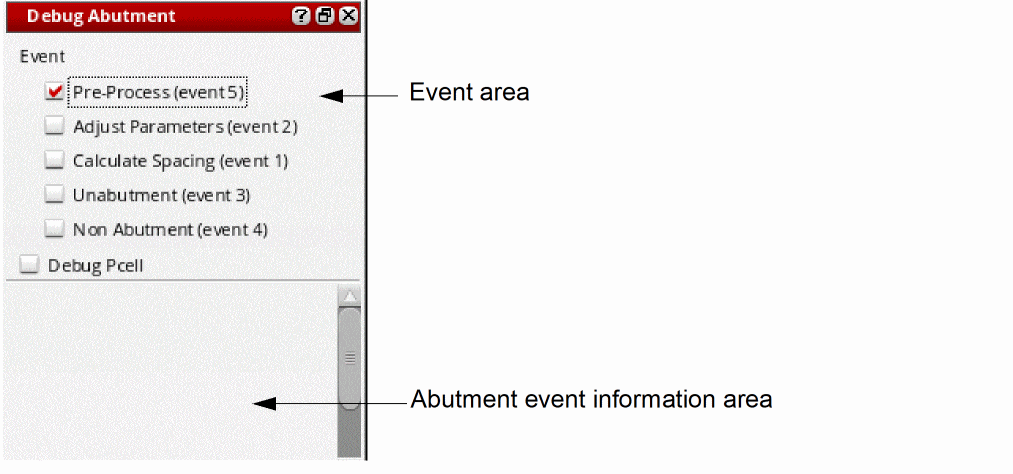 Debug Abutment
Event
Pre-Process (event 5)
Event area
Adjust Parameters (event 2)
Calculate Spacing (event 1)
Unabutment (event 3)
Non Abutment (event 4)
Debug Pcell
Abutment event information area